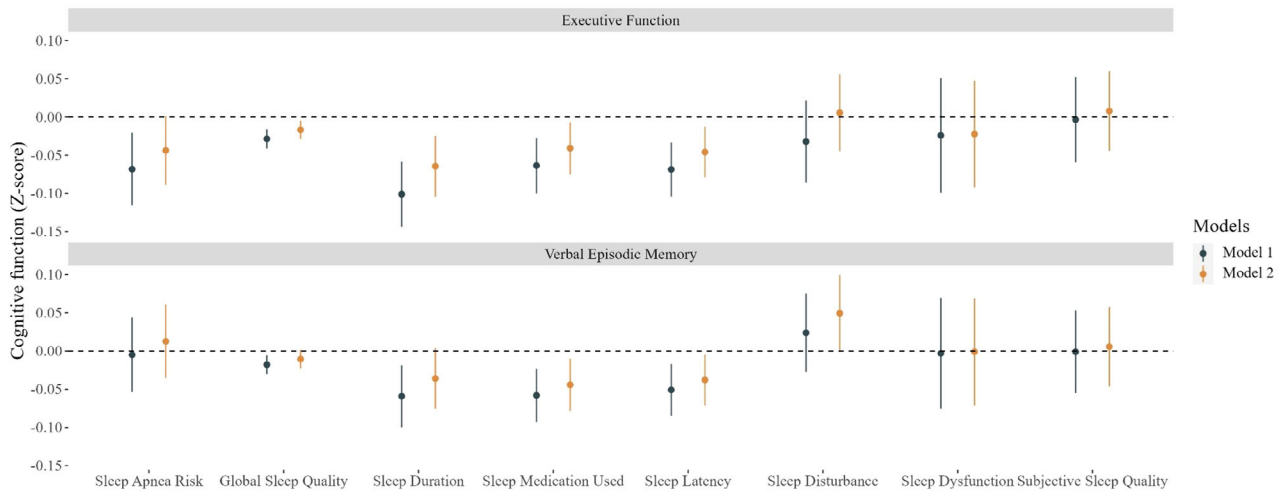 Executive Function
0.10
0.05
0.00
-0.05
-0.10
-0.15
Cognitive function (Z-score)
Verbal Episodic Memory
0.10
0.05
0.00
-0.05
-0.10
-0.15
Sleep Apnea Risk Global Sleep Quality Sleep Duration Sleep Medication Used Sleep Latency Sleep Disturbance Sleep Dysfunction Subjective Sleep Quality
Models
Model 1
Model 2